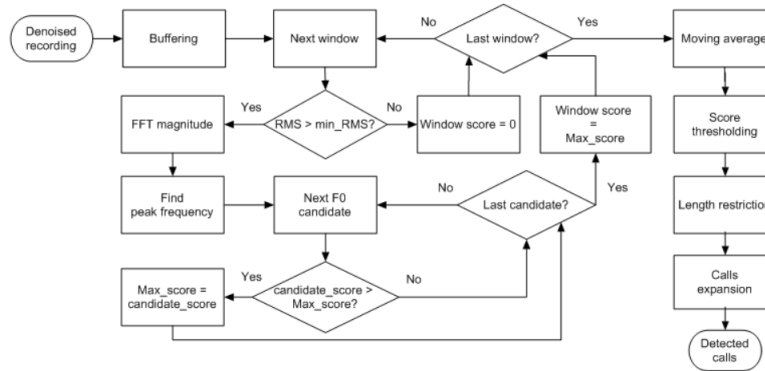 Denoised
recording
Buffering
Next window
No
Last window?
Yes
Moving average
FFT magnitude
Yes
RMS > min_RMS?
No
Window score = 0
Window score
=
Max_score
Score
thresholding
Find
peak frequency
Next F0
candidate
No
Last candidate?
Yes
Length restriction
Max_score =
candidate_score
Yes
candidate_score >
Max_score?
No
Calls
expansion
Detected
calls